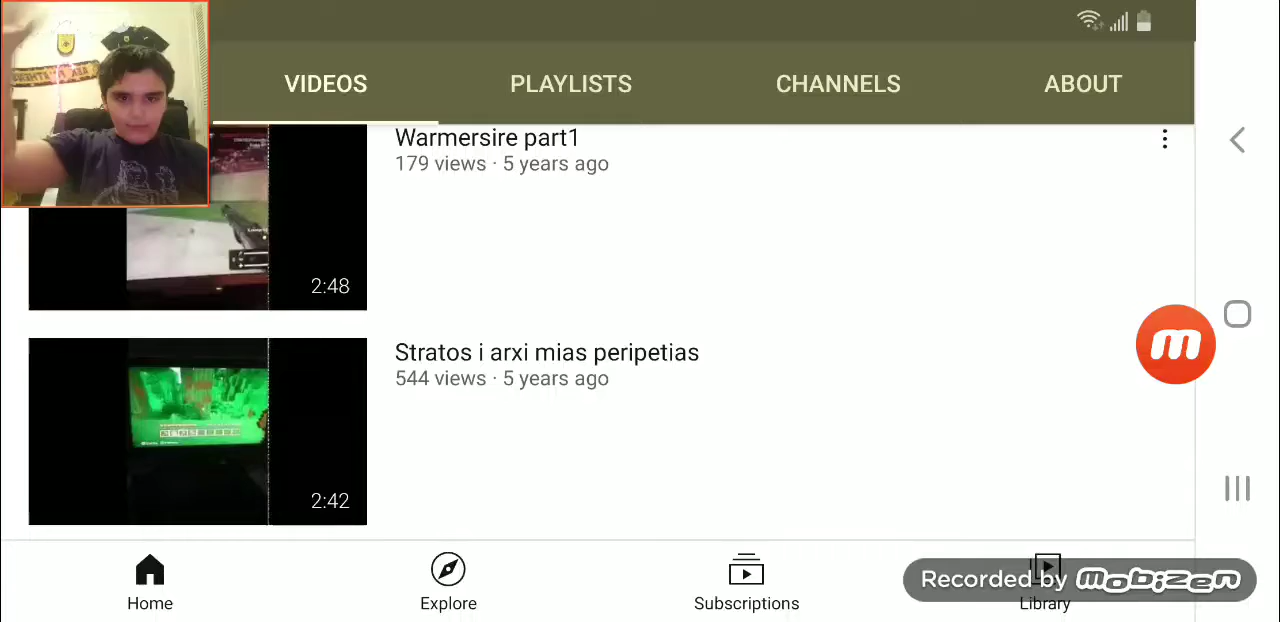 VIDEOS
PLAYLISTS
CHANNELS
ABOUT
Warmersire part1
179 views · 5 years ago
2:48
Stratos i arxi mias peripetias
544 views · 5 years ago
2:42
m
Home
Explore
Subscriptions
Library
Recorded by mobizen